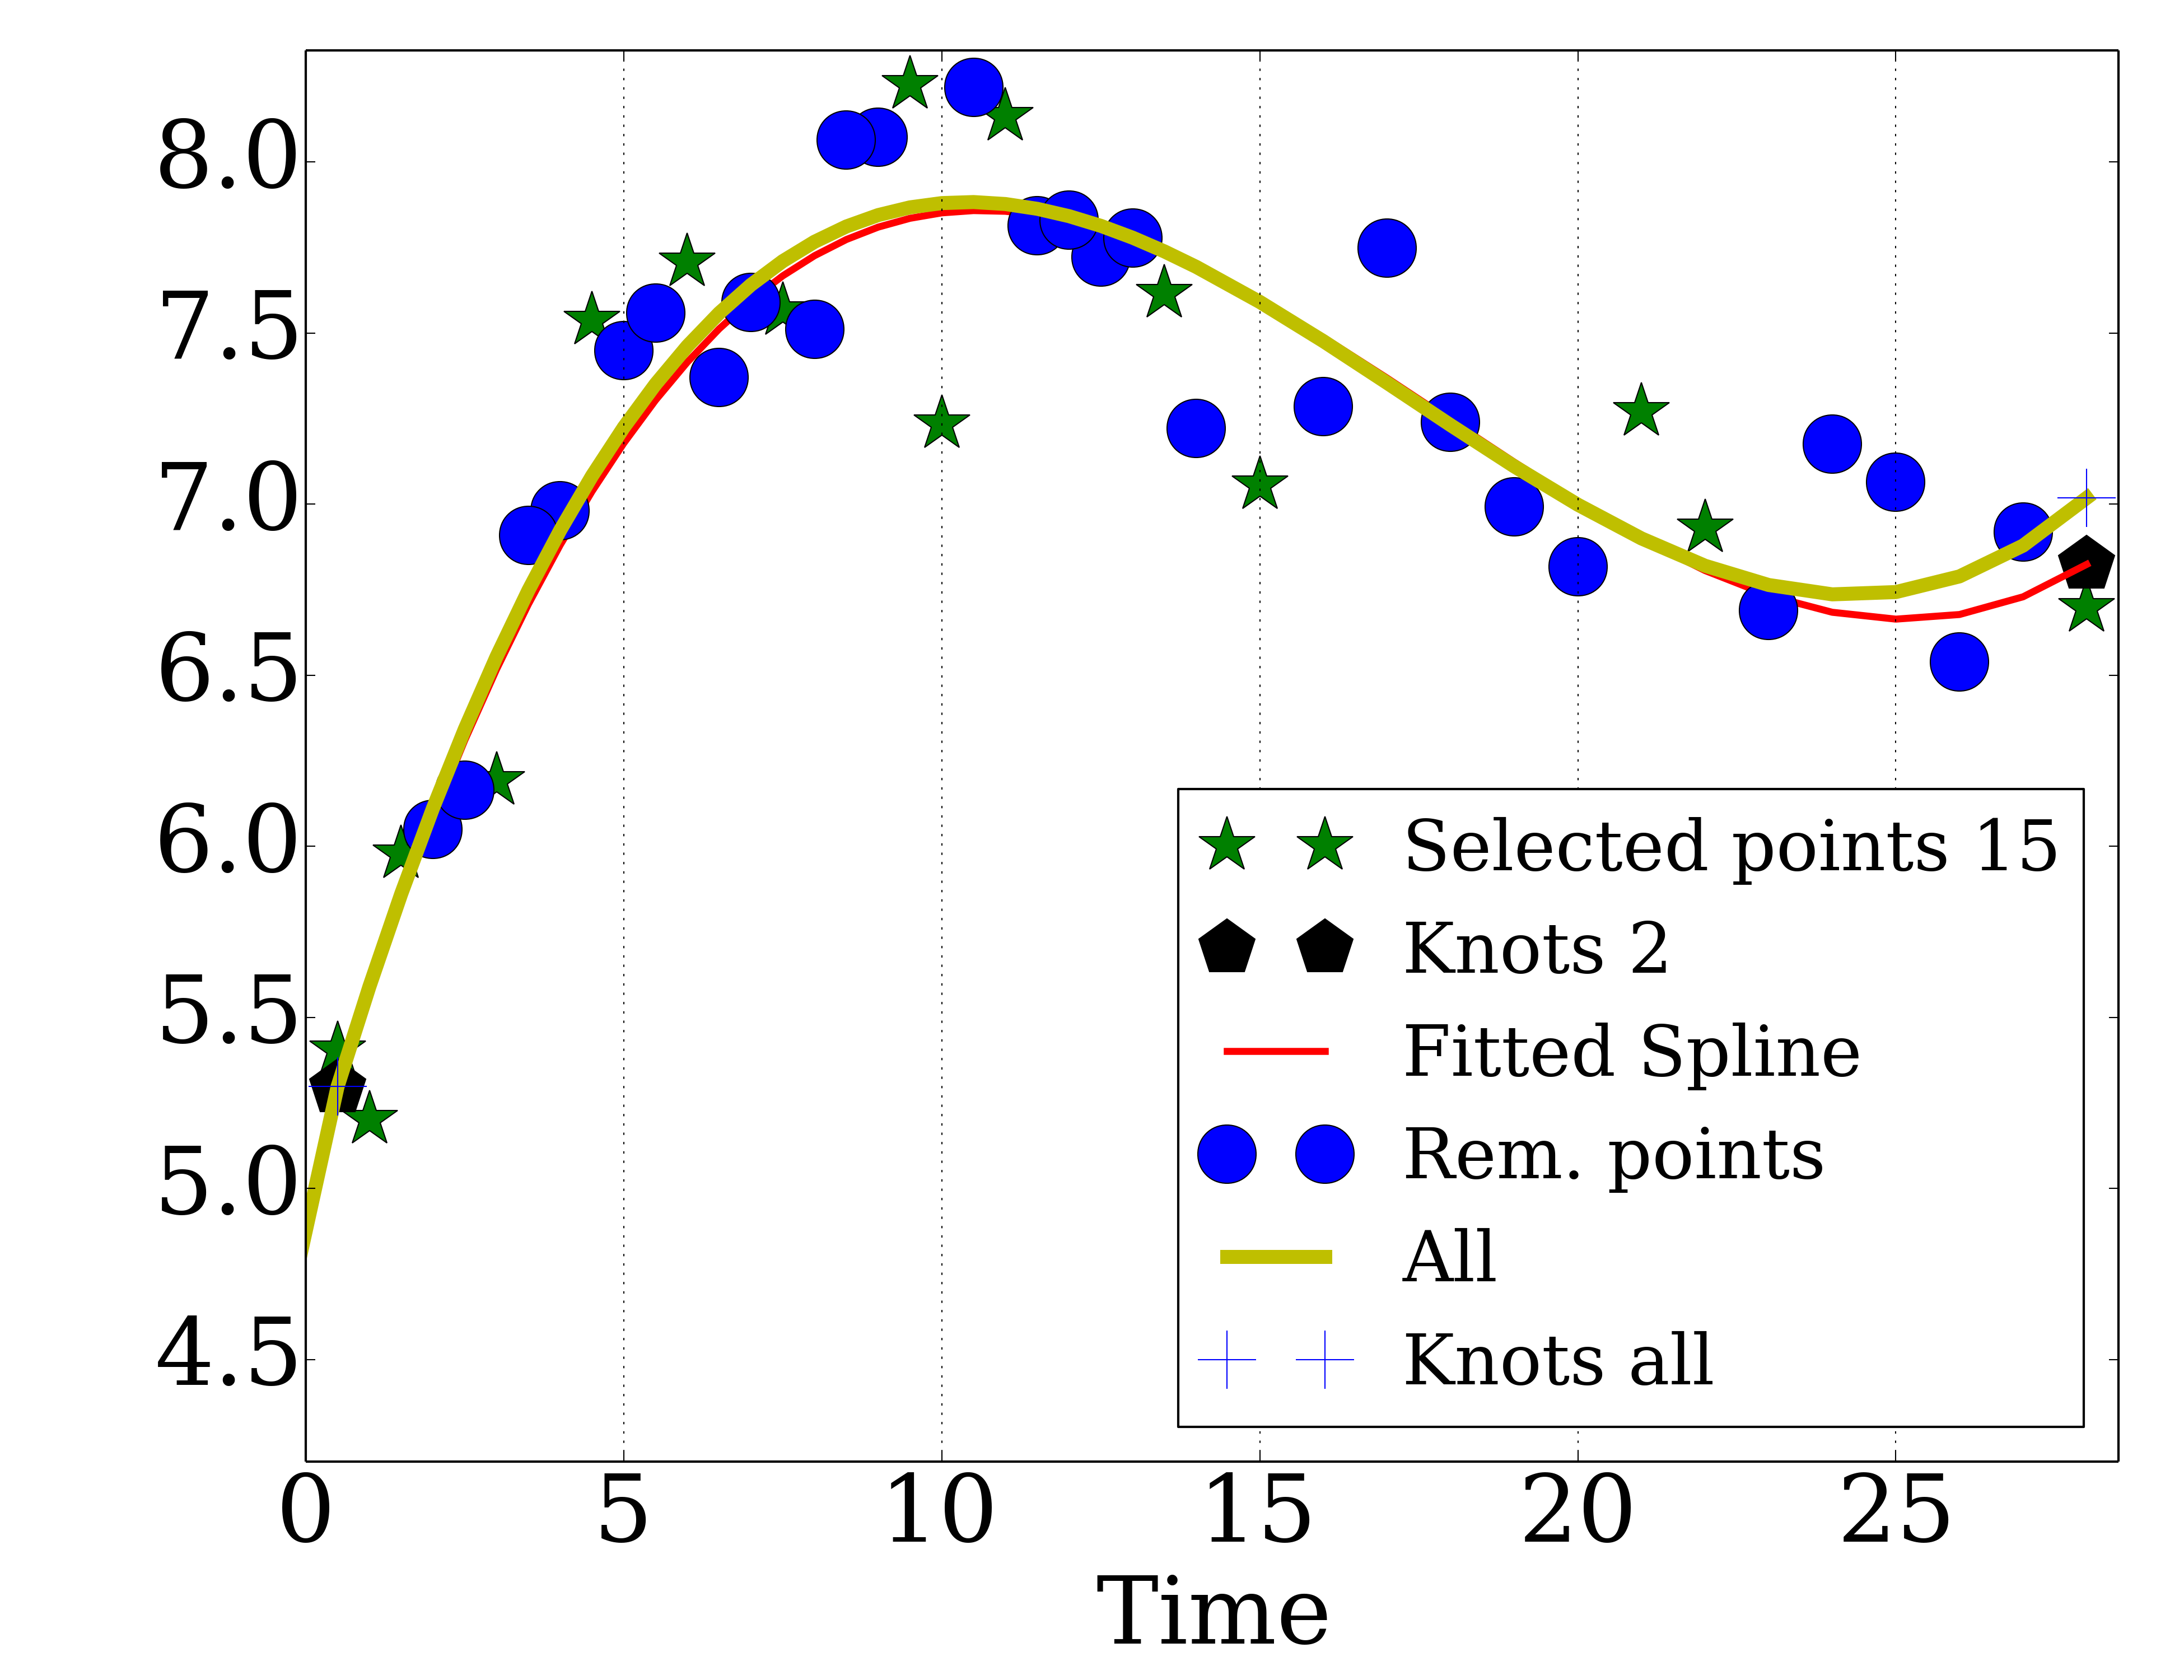 8.0
7.5
7.0
6.5
6.0
5.5
5.0
4.5
Selected points 15
Knots 2
Fitted Spline
Rem. points
All
Knots all
0 5 10 15 20 25
Time